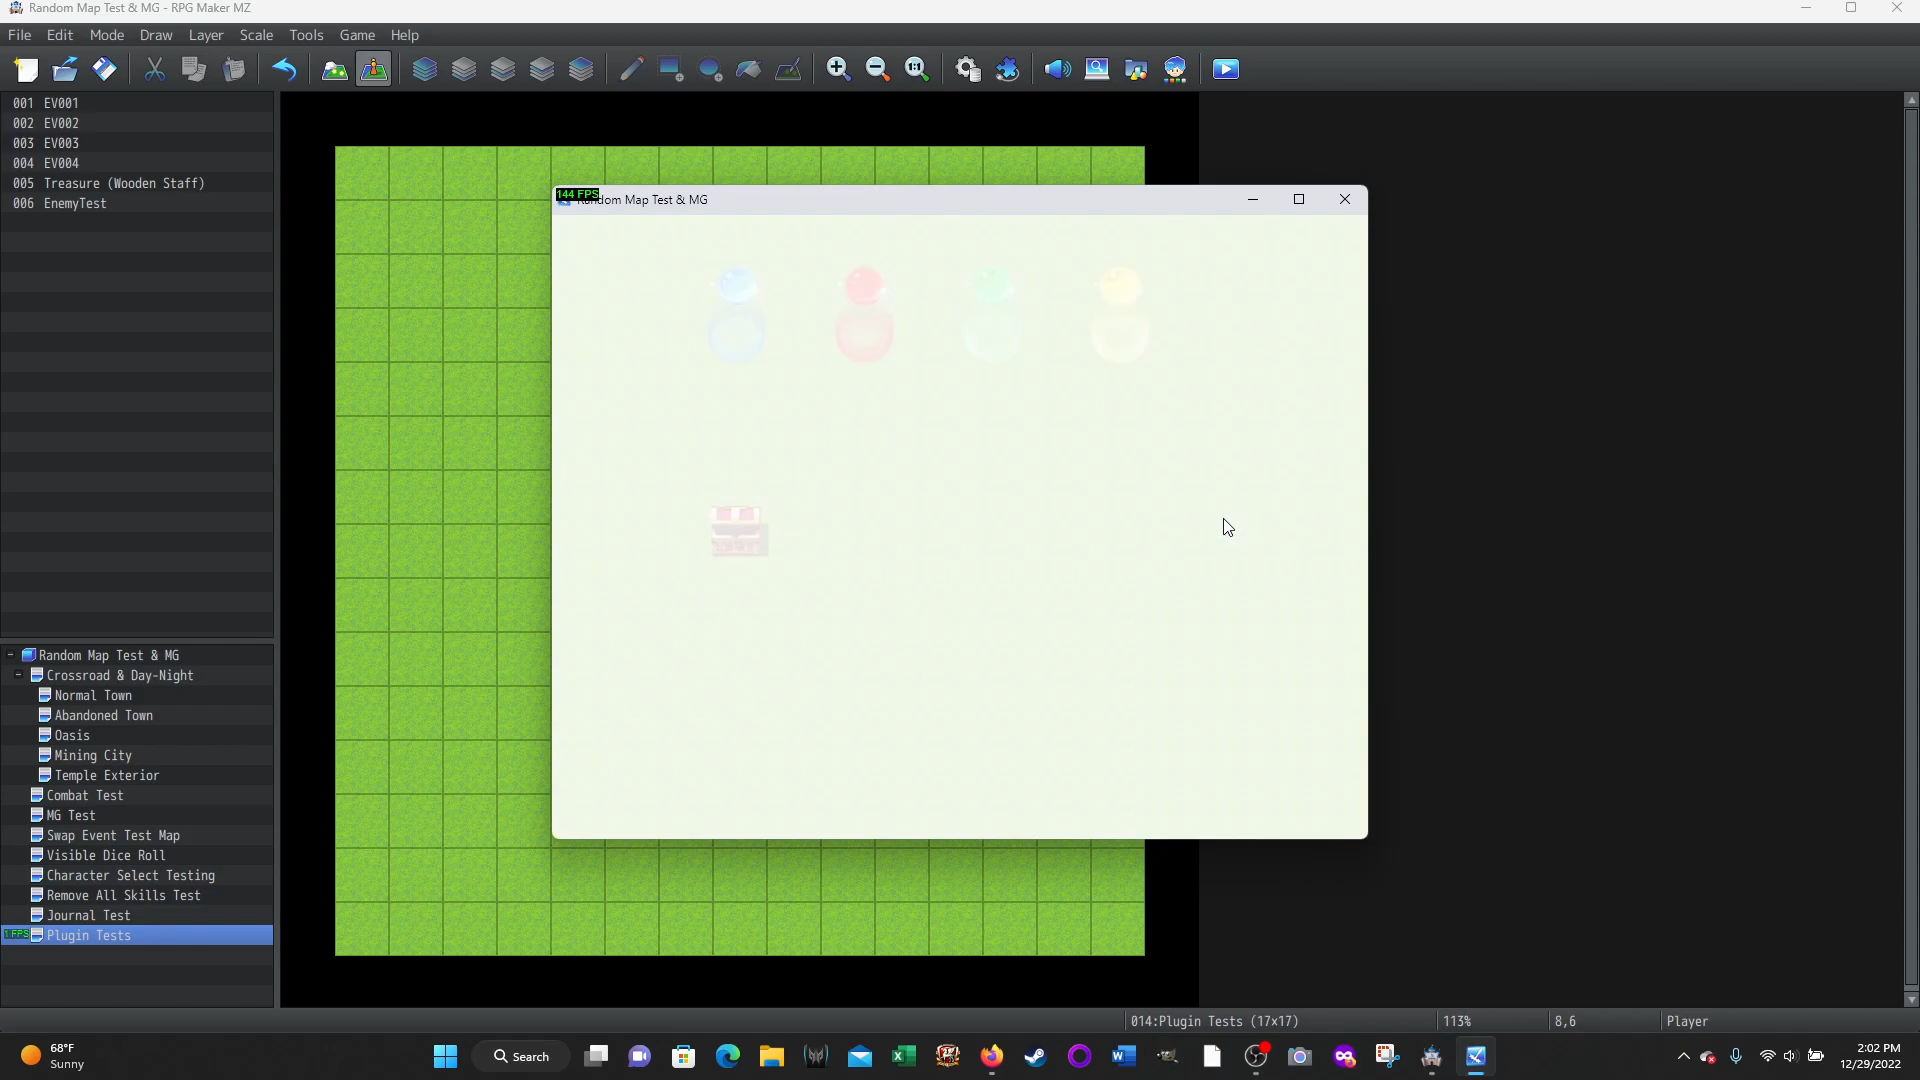 Random Map Test & MG - RPG Maker MZ
File Edit Mode Draw Layer Scale Tools Game Help
001 EV001
002 EV002
003 EV003
004 EV004
005 Treasure (Wooden Staff)
006 EnemyTest
144 FPS
Random Map Test & MG
Random Map Test & MG
Crossroad & Day-Night
Normal Town
Abandoned Town
Oasis
Mining City
Temple Exterior
Combat Test
MG Test
Swap Event Test Map
Visible Dice Roll
Character Select Testing
Remove All Skills Test
Journal Test
1 FPS Plugin Tests
014:Plugin Tests (17x17) 113% 8,6 Player
68°F
Sunny
Search
2:02 PM
12/29/2022